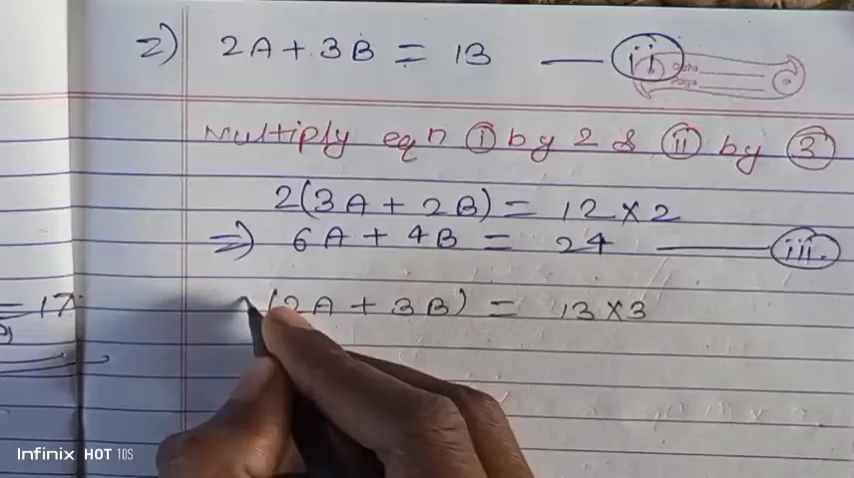 ⇒) 2A + 3B = 13 — (ii)
Multiply eqn (i) by 2 & (ii) by (3)
2(3A + 2B) = 12 × 2
⇒) 6A + 4B = 24 — (iii.
= 17
(2A + 3B) = 13 × 3
Infinix HOT 10S